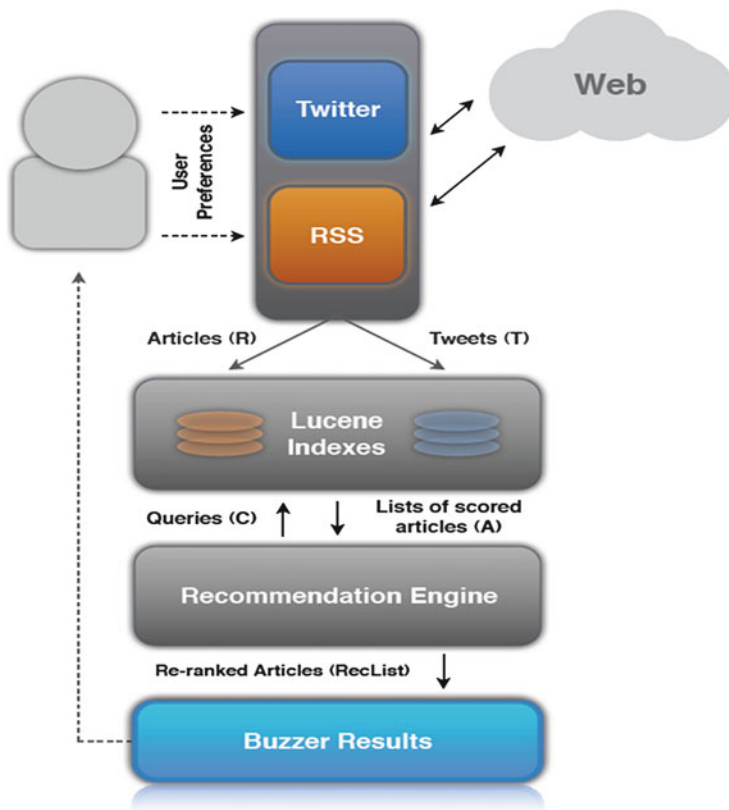 Twitter
Web
User
Preferences
RSS
Articles (R)
Tweets (T)
Lucene
Indexes
Queries (C)
Lists of scored
articles (A)
Recommendation Engine
Re-ranked Articles (RecList)
Buzzer Results